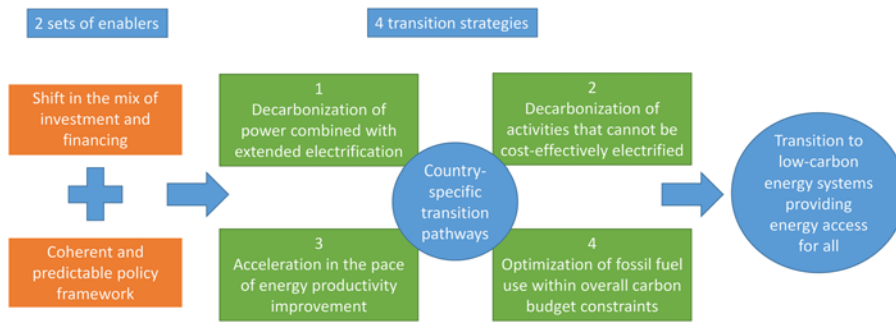 2 sets of enablers
4 transition strategies
Shift in the mix of
investment and
financing
Coherent and
predictable policy
framework
1
Decarbonization of
power combined with
extended electrification
2
Decarbonization of
activities that cannot be
cost-effectively electrified
Country-
specific
transition
pathways
3
Acceleration in the pace
of energy productivity
improvement
4
Optimization of fossil fuel
use within overall carbon
budget constraints
Transition to
low-carbon
energy systems
providing
energy access
for all